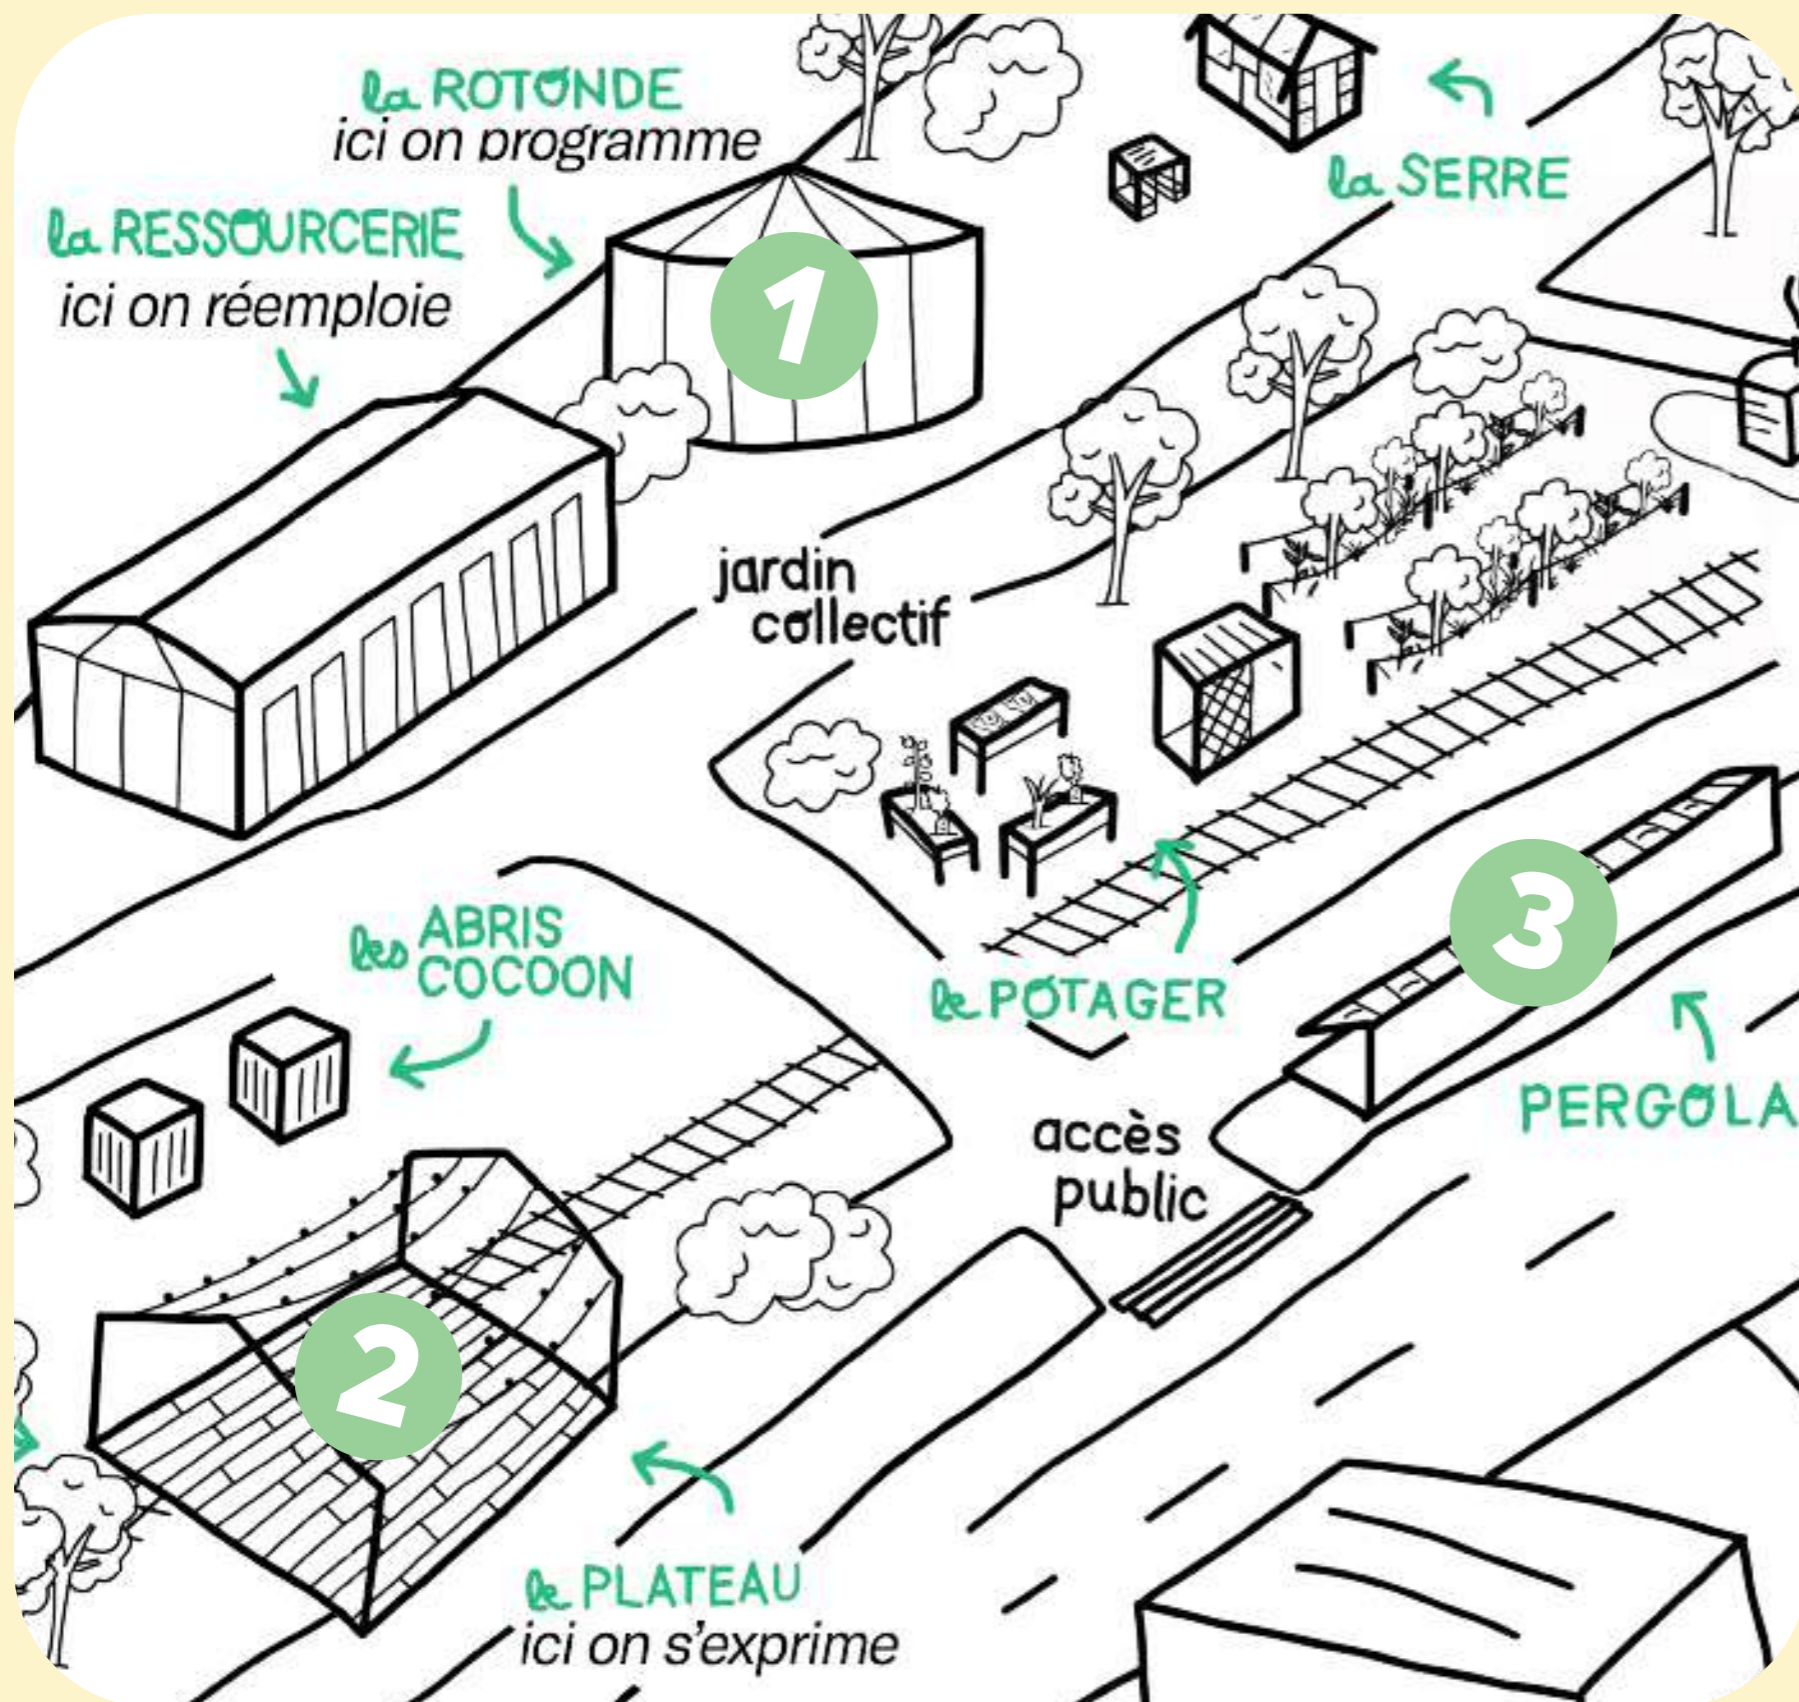 la ROTONDE
ici on programme
la RESSOURCERIE
ici on réemploie
la SERRE
1
jardin
collectif
3
les ABRIS
COCOON
le POTAGER
PERGOLA
accès
public
2
le PLATEAU
ici on s'exprime